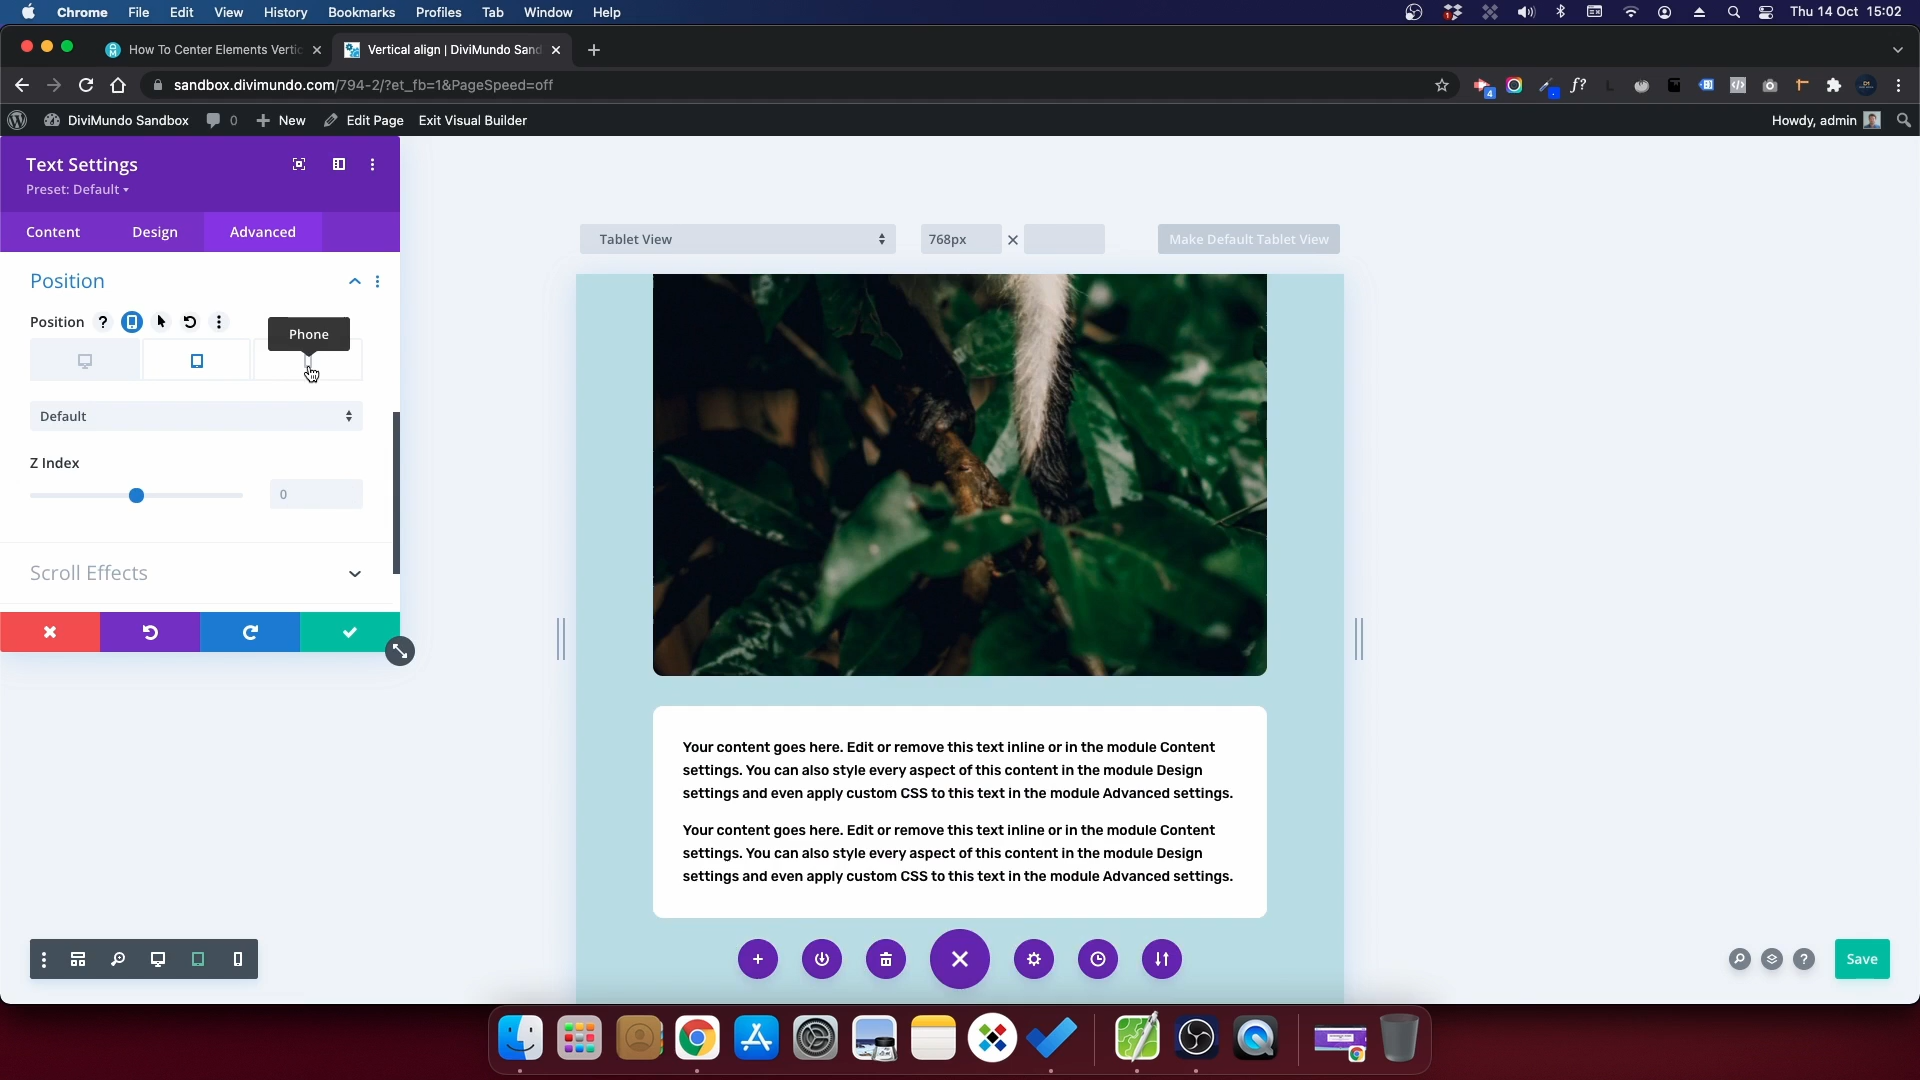 Chrome File Edit View History Bookmarks Profiles Tab Window Help
1
Thu 14 Oct 15:02
How To Center Elements Vertic
Vertical align | DiviMundo Sand
sandbox.divimundo.com/794-2/?et_fb=1&PageSpeed=off
4
f?
L
DiviMundo Sandbox 0 New Edit Page Exit Visual Builder
Howdy, admin
Text Settings
Preset: Default
Content Design Advanced
Position
Position ?
Phone
Default
Z Index
0
Scroll Effects
Tablet View
768px
Make Default Tablet View
Your content goes here. Edit or remove this text inline or in the module Content
settings. You can also style every aspect of this content in the module Design
settings and even apply custom CSS to this text in the module Advanced settings.
Your content goes here. Edit or remove this text inline or in the module Content
settings. You can also style every aspect of this content in the module Design
settings and even apply custom CSS to this text in the module Advanced settings.
?
Save